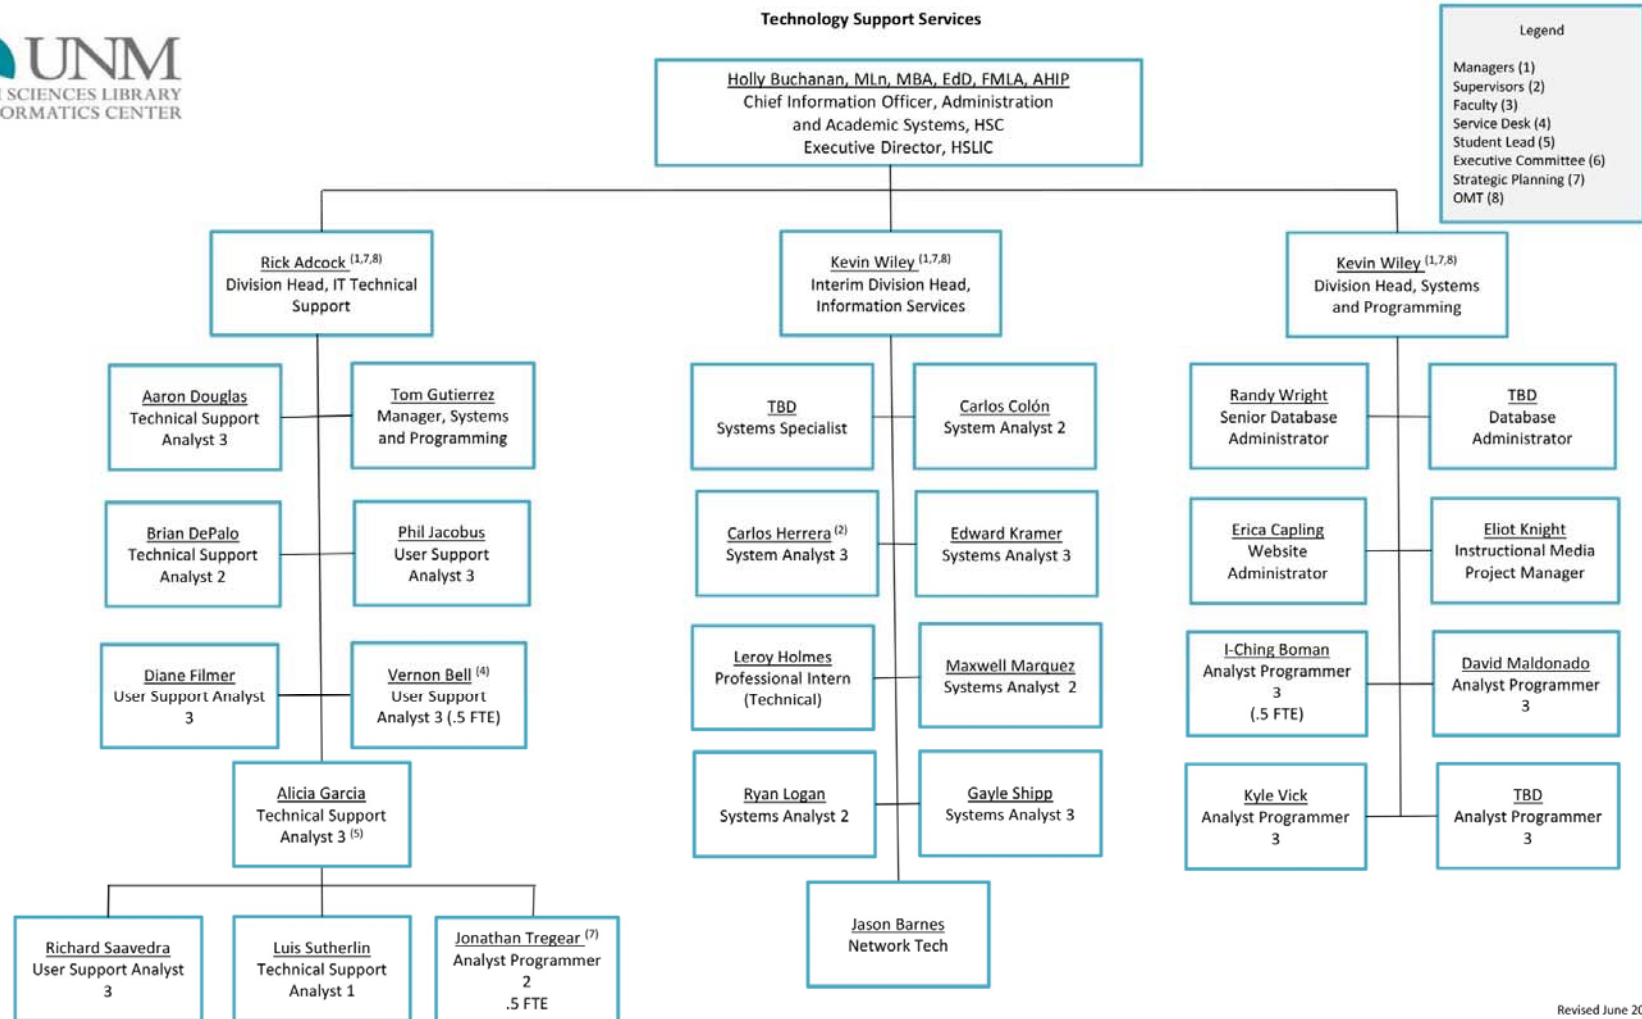 Technology Support Services
UNM
SCIENCES LIBRARY
CENTER
Legend
Managers (1)
Supervisors (2)
Faculty (3)
Service Desk (4)
Student Lead (5)
Executive Committee (6)
Strategic Planning (7)
OMT (8)
Holly Buchanan, MLn, MBA, EdD, FMLA, AHIP
Chief Information Officer, Administration
and Academic Systems, HSC
Executive Director, HSLIC
Rick Adcock (1,7,8)
Division Head, IT Technical
Support
Kevin Wiley (1,7,8)
Interim Division Head,
Information Services
Kevin Wiley (1,7,8)
Division Head, Systems
and Programming
Aaron Douglas
Technical Support
Analyst 3
Tom Gutierrez
Manager, Systems
and Programming
Brian DePalo
Technical Support
Analyst 2
Phil Jacobus
User Support
Analyst 3
Diane Filmer
User Support Analyst
3
Vernon Bell (4)
User Support
Analyst 3 (.5 FTE)
Alicia Garcia
Technical Support
Analyst 3 (5)
Richard Saavedra
User Support Analyst
3
Luis Sutherlin
Technical Support
Analyst 1
Jonathan Tregear (7)
Analyst Programmer
2
.5 FTE
TBD
Systems Specialist
Carlos Colón
System Analyst 2
Carlos Herrera (2)
System Analyst 3
Edward Kramer
Systems Analyst 3
Leroy Holmes
Professional Intern
(Technical)
Maxwell Marquez
Systems Analyst 2
Ryan Logan
Systems Analyst 2
Gayle Shipp
Systems Analyst 3
Jason Barnes
Network Tech
Randy Wright
Senior Database
Administrator
TBD
Database
Administrator
Erica Capling
Website
Administrator
Eliot Knight
Instructional Media
Project Manager
I-Ching Boman
Analyst Programmer
3
(.5 FTE)
David Maldonado
Analyst Programmer
3
Kyle Vick
Analyst Programmer
3
TBD
Analyst Programmer
3
Revised June 20